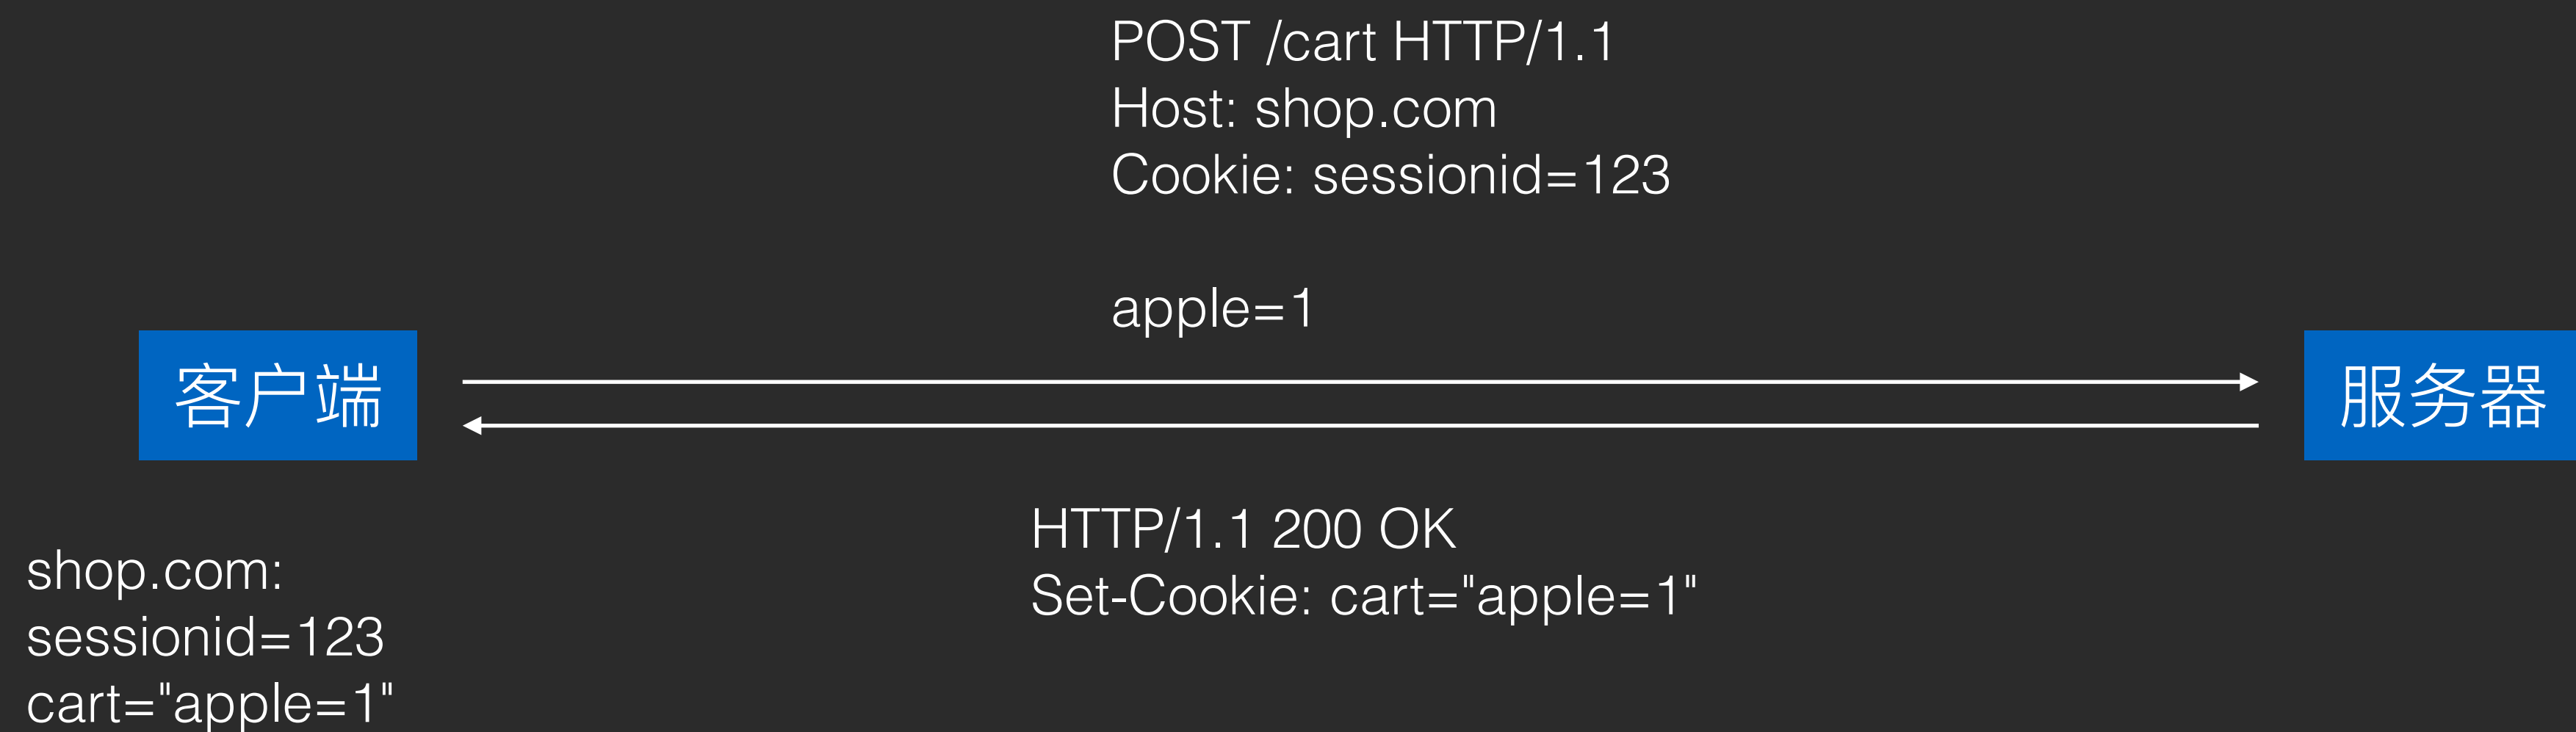 POST /cart HTTP/1.1
Host: shop.com
Cookie: sessionid=123
apple=1
客户端
服务器
HTTP/1.1 200 OK
Set-Cookie: cart="apple=1"
shop.com:
sessionid=123
cart="apple=1"